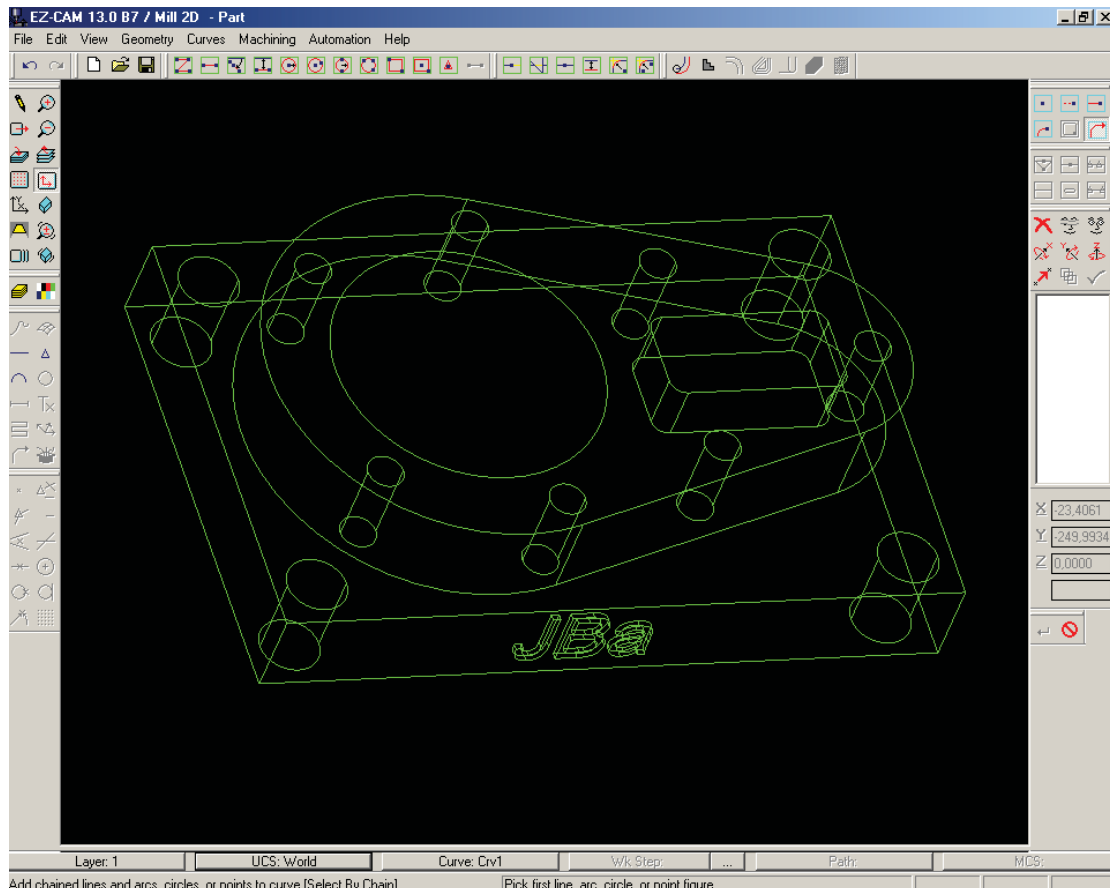 EZ-CAM 13.0 B7 / Mill 2D - Part
File Edit View Geometry Curves Machining Automation Help
JBa
X -23,4061
Y -249,9934
Z 0,0000
Layer: 1 UCS: World Curve: Crv1 Wk Step: ... Path: MCS:
Add chained lines and arcs, circles, or points to curve [Select By Chain] Pick first line, arc, circle, or point figure